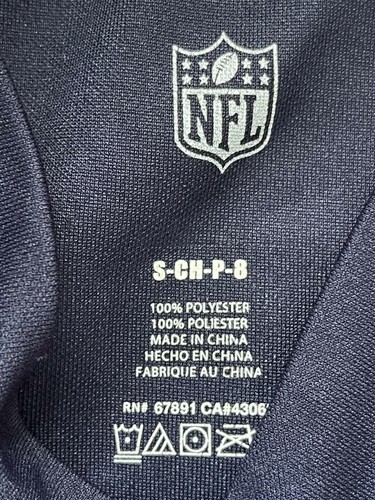 NFL
S-CH-P-8
100% POLYESTER
100% POLIESTER
MADE IN CHINA
HECHO EN CHINA
FABRIQUE AU CHINA
RN# 67891 CA#4306